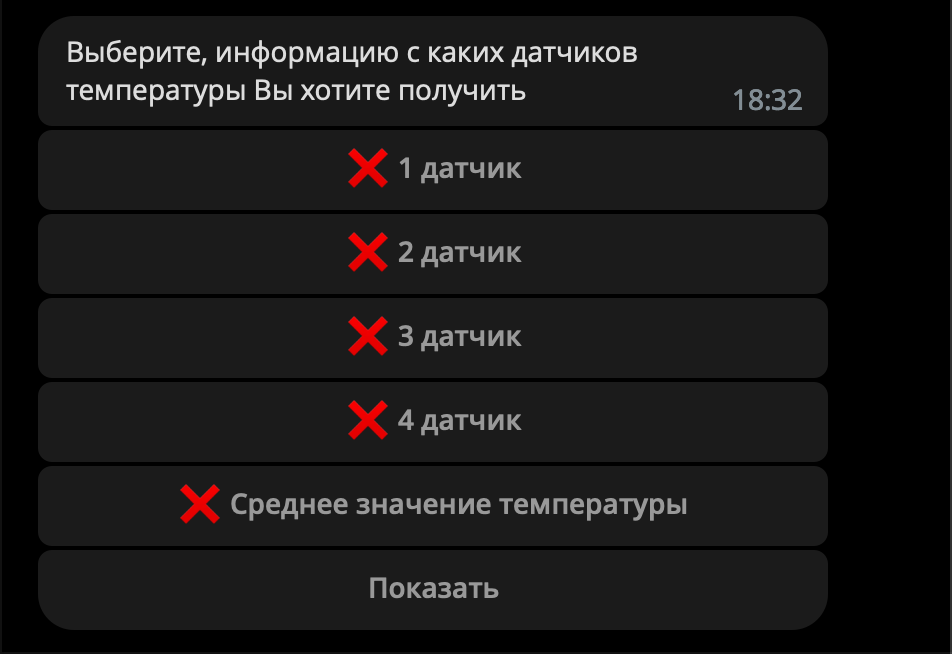 Выберите, информацию с каких датчиков
температуры Вы хотите получить
18:32
❌ 1 датчик
❌ 2 датчик
❌ 3 датчик
❌ 4 датчик
❌ Среднее значение температуры
Показать